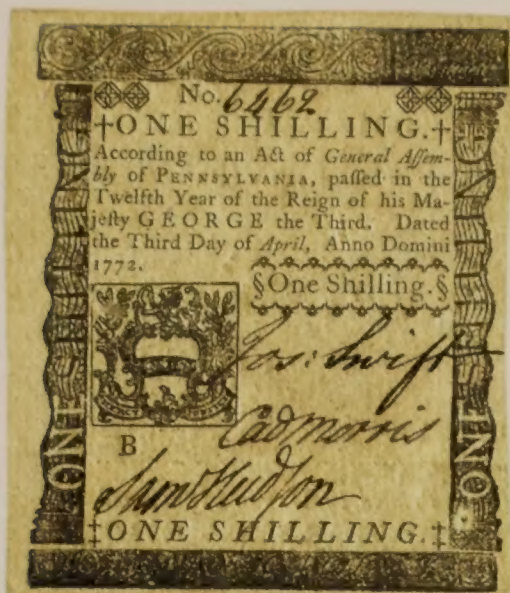 No. 6462
†ONE SHILLING.†
According to an Act of General Aſſem-
bly of PENNSYLVANIA, paſſed in the
Twelfth Year of the Reign of his Ma-
jeſty GEORGE the Third. Dated
the Third Day of April, Anno Domini
1772.
§One Shilling.§
Jos: Swift
Cad Morris
B
Saml Hudſon
‡ONE SHILLING.‡
ONE
ONE